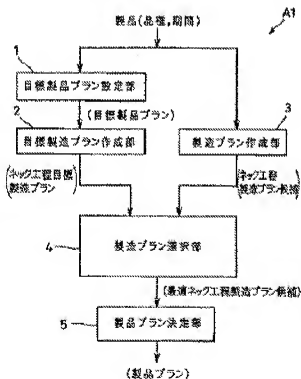 製品(品種,期間)
A1
1
目標製品プラン設定部
(目標製品プラン)
2
目標製造プラン作成部
3
製造プラン作成部
(ネック工程目標
製造プラン)
(ネック工程
製造プラン候補)
4
製造プラン選択部
(最適ネック工程製造プラン候補)
5
製品プラン決定部
(製品プラン)